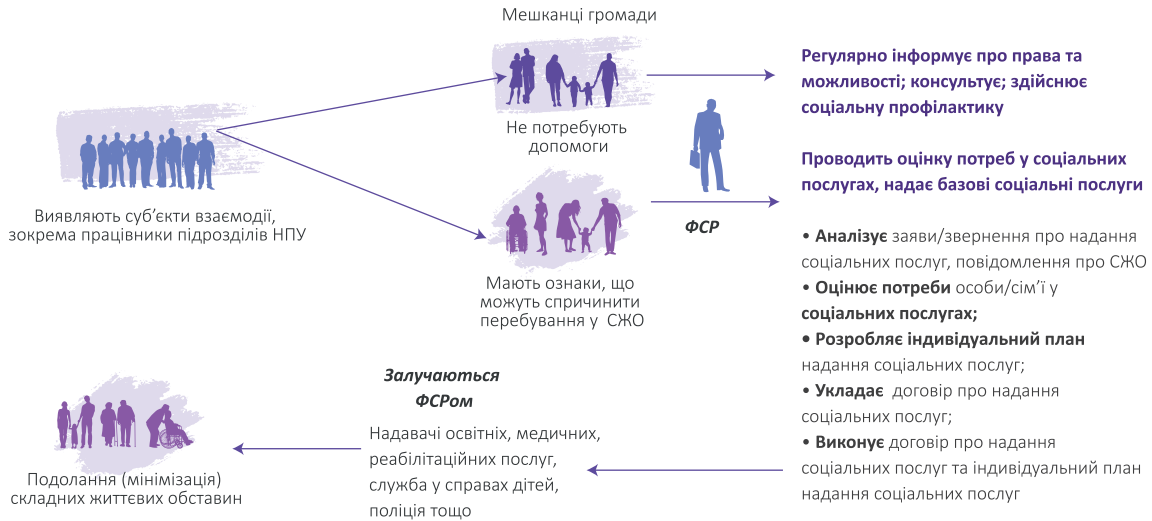 Мешканці громади
Не потребують
допомоги
Регулярно інформує про права та
можливості; консультує; здійснює
соціальну профілактику
Виявляють суб’єкти взаємодії,
зокрема працівники підрозділів НПУ
Мають ознаки, що
можуть спричинити
перебування у СЖО
ФСР
Проводить оцінку потреб у соціальних
послугах, надає базові соціальні послуги
• Аналізує заяви/звернення про надання
соціальних послуг, повідомлення про СЖО
• Оцінює потреби особи/сім’ї у
соціальних послугах;
• Розробляє індивідуальний план
надання соціальних послуг;
• Укладає договір про надання
соціальних послуг;
• Виконує договір про надання
соціальних послуг та індивідуальний план
надання соціальних послуг
Залучаються
ФСРом
Надавачі освітніх, медичних,
реабілітаційних послуг,
служба у справах дітей,
поліція тощо
Подолання (мінімізація)
складних життєвих обставин